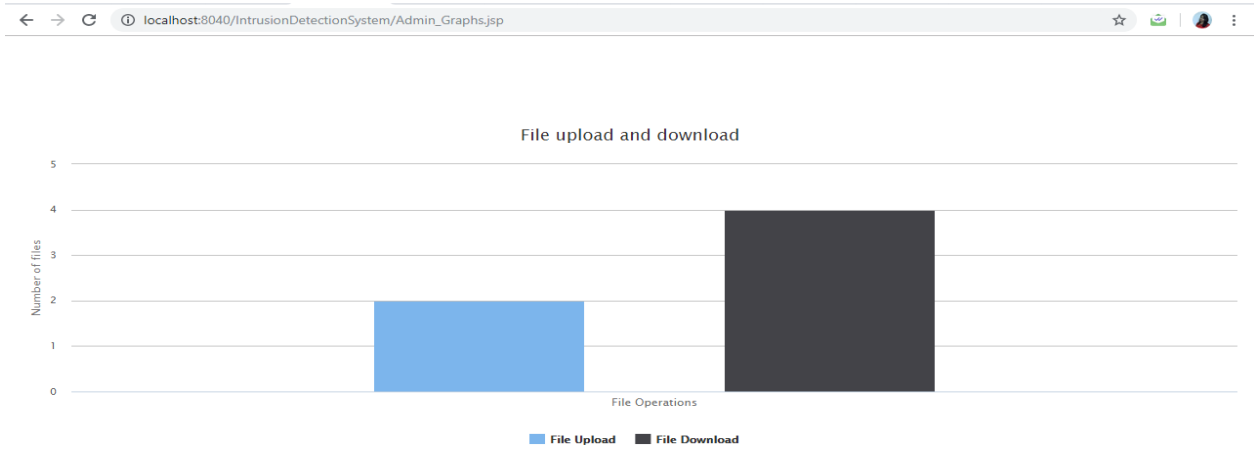 localhost:8040/IntrusionDetectionSystem/Admin_Graphs.jsp
File upload and download
5
4
3
2
1
0
Number of files
File Operations
File Upload File Download